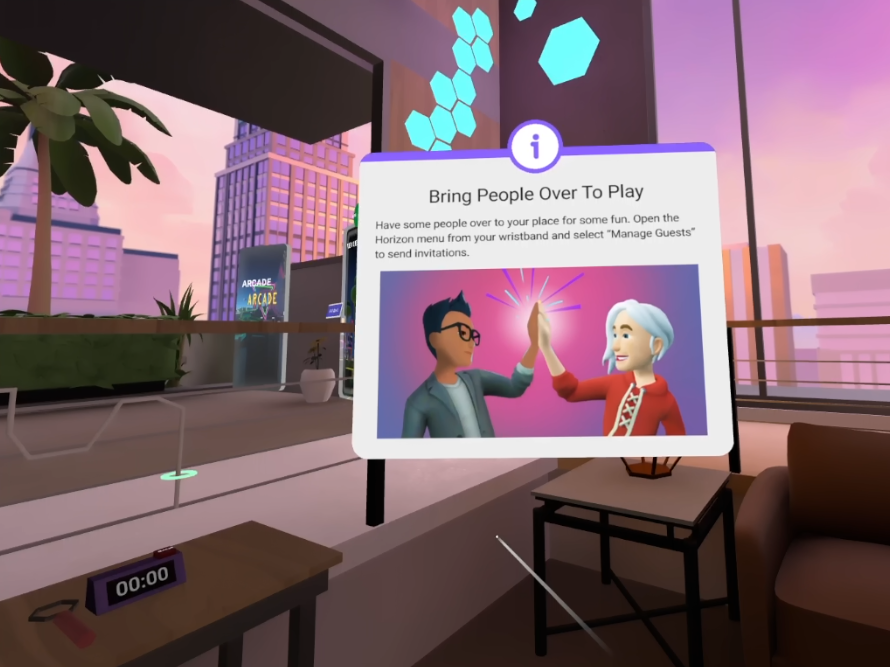 Bring People Over To Play
Have some people over to your place for some fun. Open the
Horizon menu from your wristband and select "Manage Guests"
to send invitations.
ARCADE
ARCADE
00:00